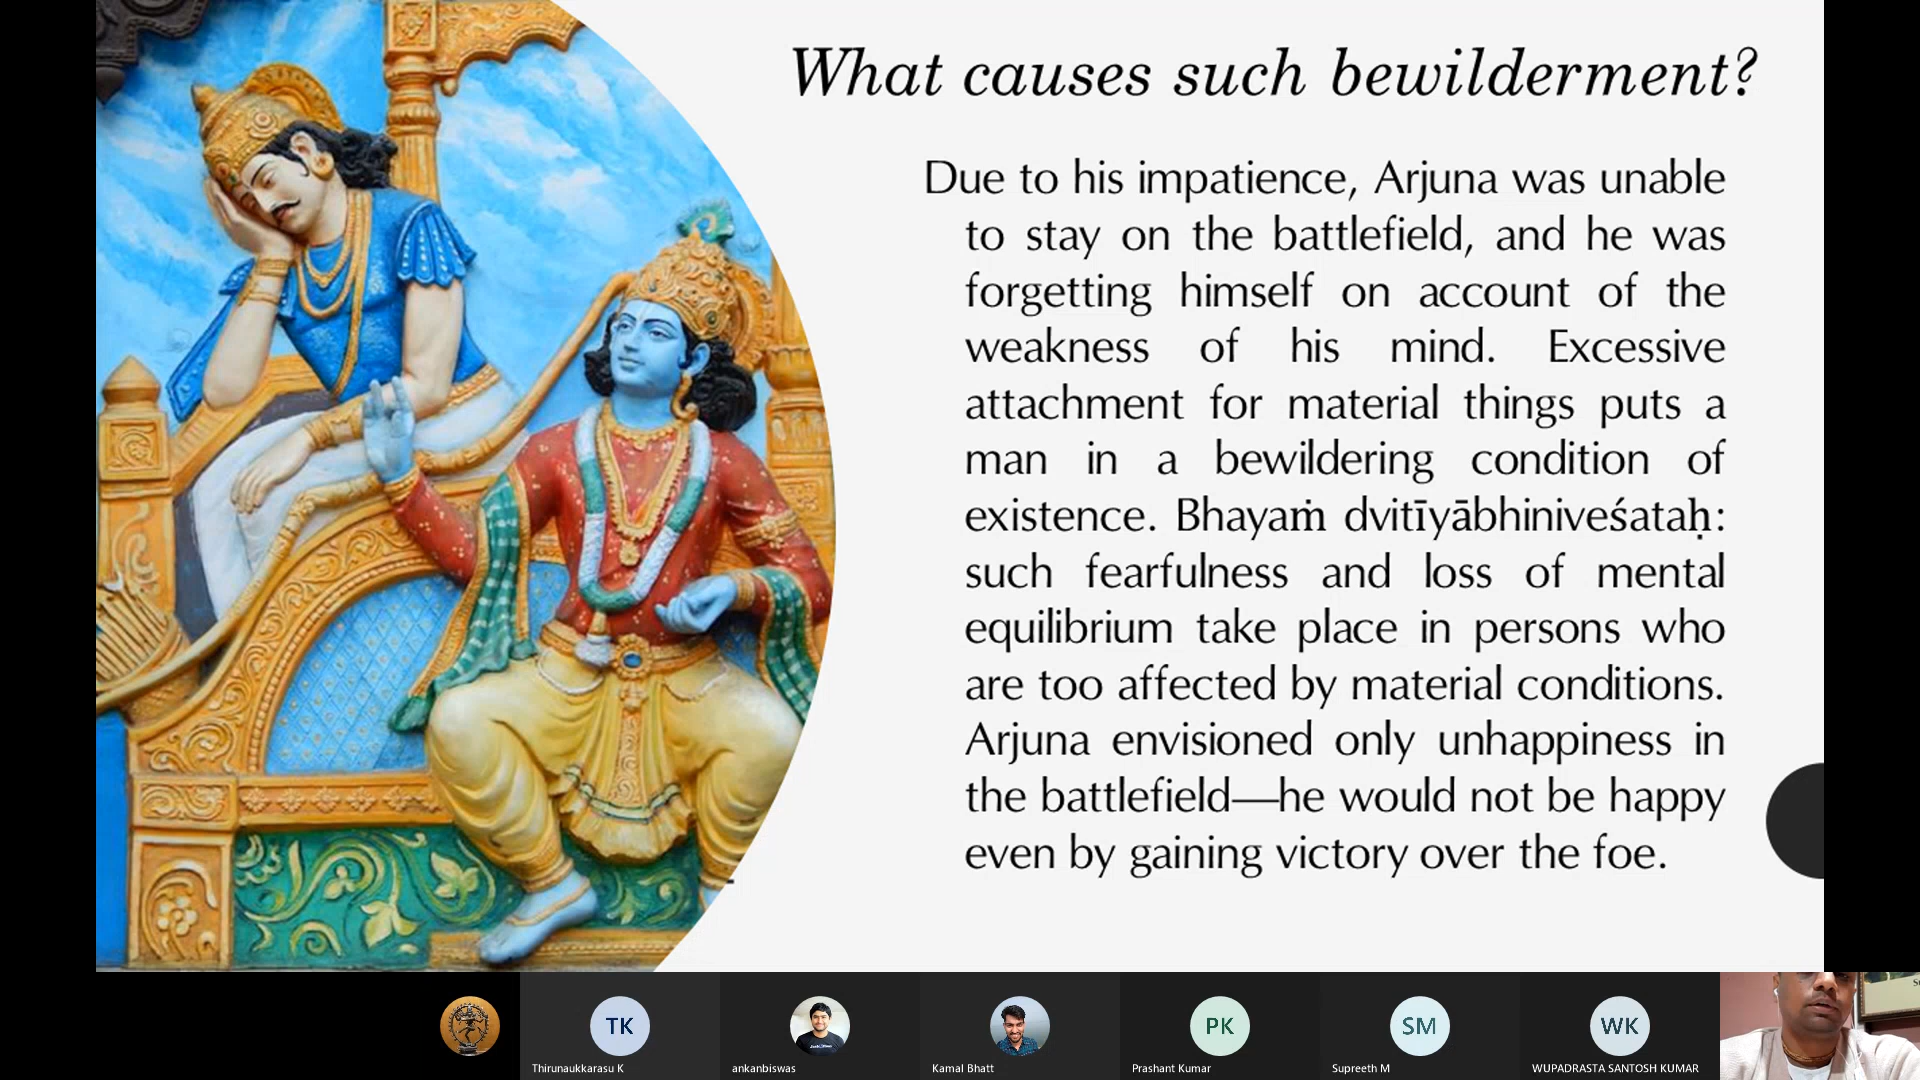 What causes such bewilderment?
Due to his impatience, Arjuna was unable
to stay on the battlefield, and he was
forgetting himself on account of the
weakness of his mind. Excessive
attachment for material things puts a
man in a bewildering condition of
existence. Bhayaṁ dvitīyābhiniveśataḥ:
such fearfulness and loss of mental
equilibrium take place in persons who
are too affected by material conditions.
Arjuna envisioned only unhappiness in
the battlefield—he would not be happy
even by gaining victory over the foe.
TK
PK
SM
WK
Thirunaukkarasu K
ankanbiswas
Kamal Bhatt
Prashant Kumar
Supreeth M
WUPADRASTA SANTOSH KUMAR